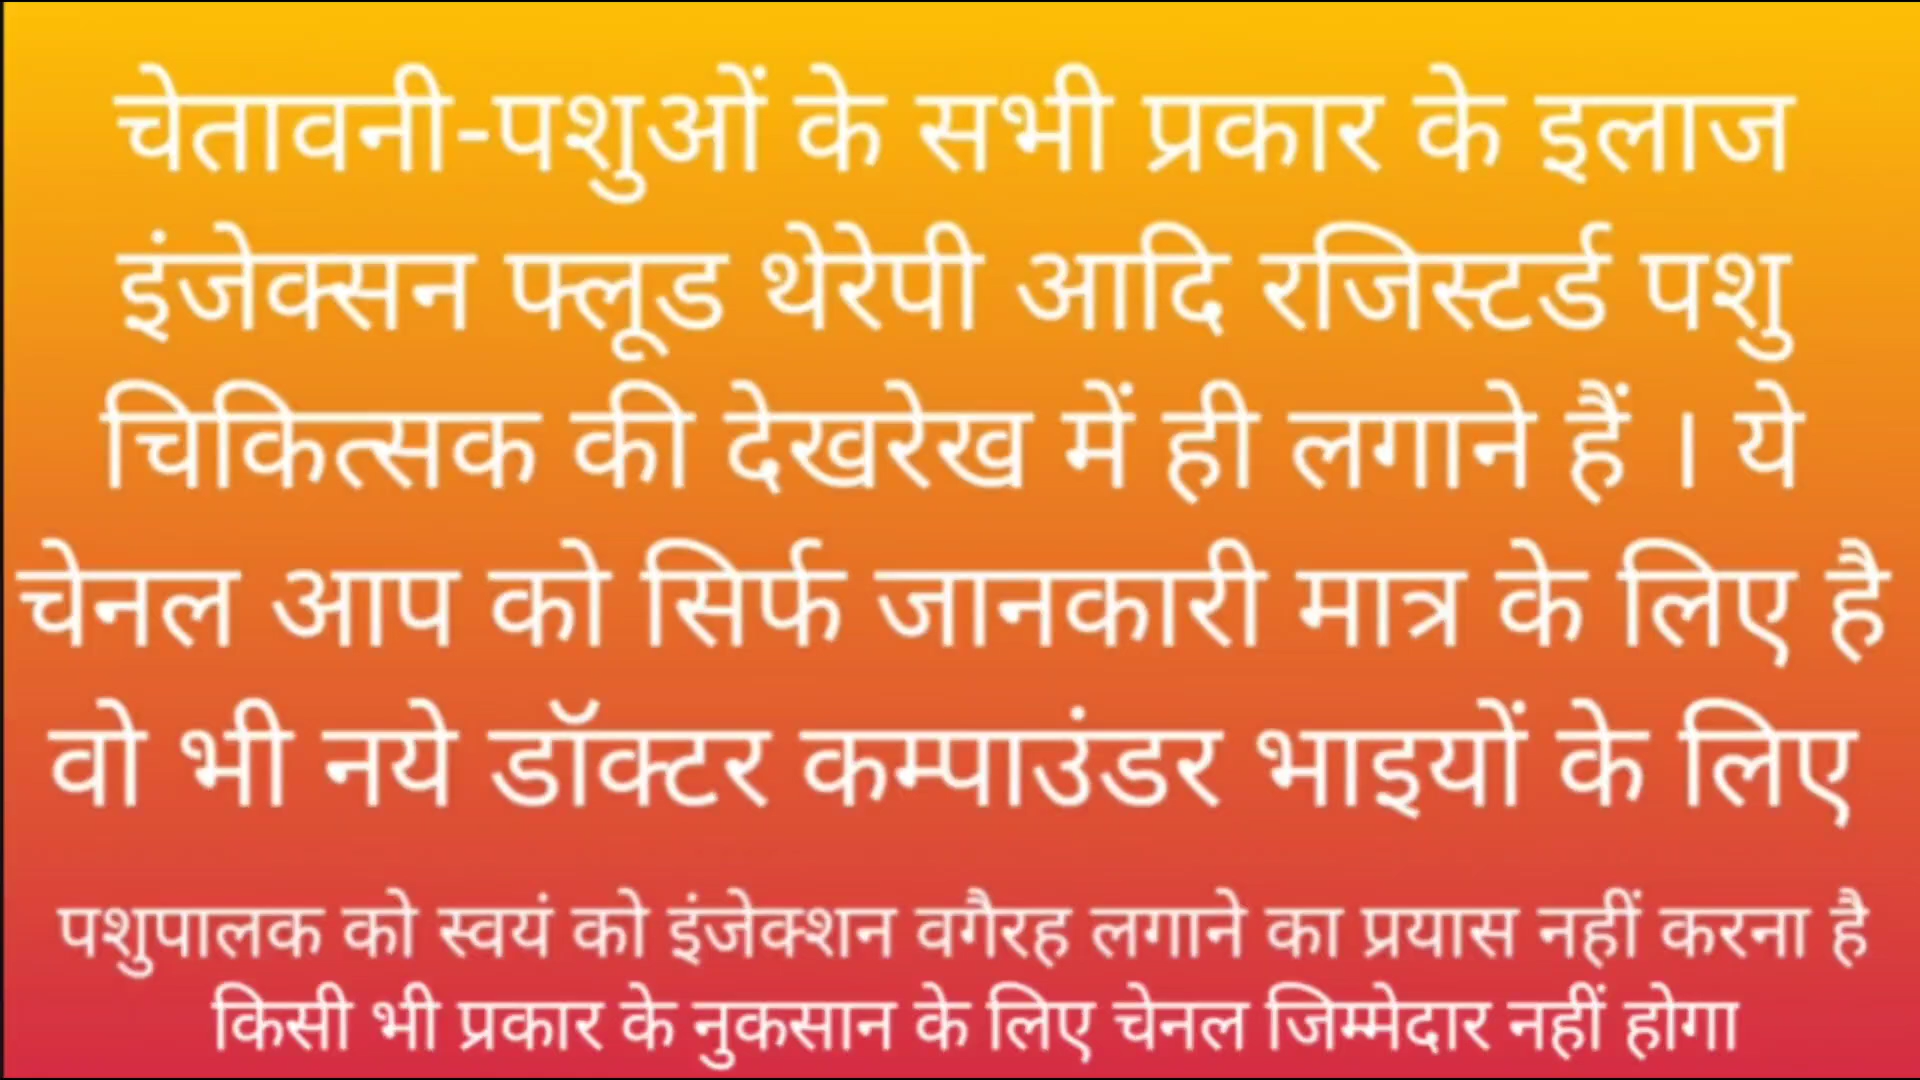 चेतावनी-पशुओं के सभी प्रकार के इलाज
इंजेक्सन फ्लूड थेरेपी आदि रजिस्टर्ड पशु
चिकित्सक की देखरेख में ही लगाने हैं । ये
चेनल आप को सिर्फ जानकारी मात्र के लिए है
वो भी नये डॉक्टर कम्पाउंडर भाइयों के लिए
पशुपालक को स्वयं को इंजेक्शन वगैरह लगाने का प्रयास नहीं करना है
किसी भी प्रकार के नुकसान के लिए चेनल जिम्मेदार नहीं होगा